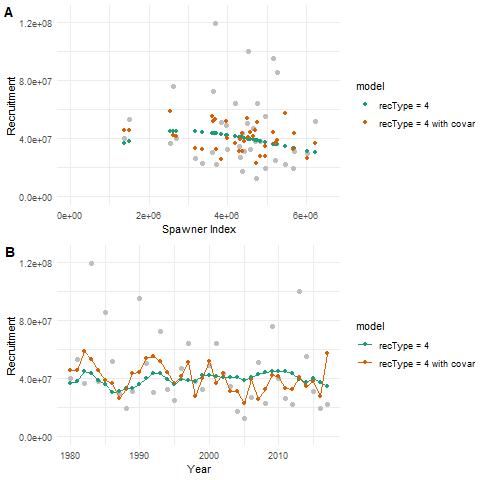 A
1.2e+08
8.0e+07
4.0e+07
0.0e+00
Recruitment
0e+00 2e+06 4e+06 6e+06
Spawner Index
model
recType = 4
recType = 4 with covar
B
1.2e+08
8.0e+07
4.0e+07
0.0e+00
Recruitment
1980 1990 2000 2010
Year
model
recType = 4
recType = 4 with covar